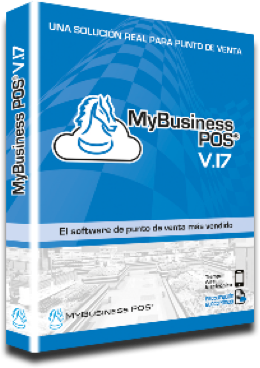 UNA SOLUCIÓN REAL PARA PUNTO DE VENTA
MyBusiness
POS®
V.17
MyBusiness POS® V.17
El software de punto de venta más vendido
MYBUSINESS POS®